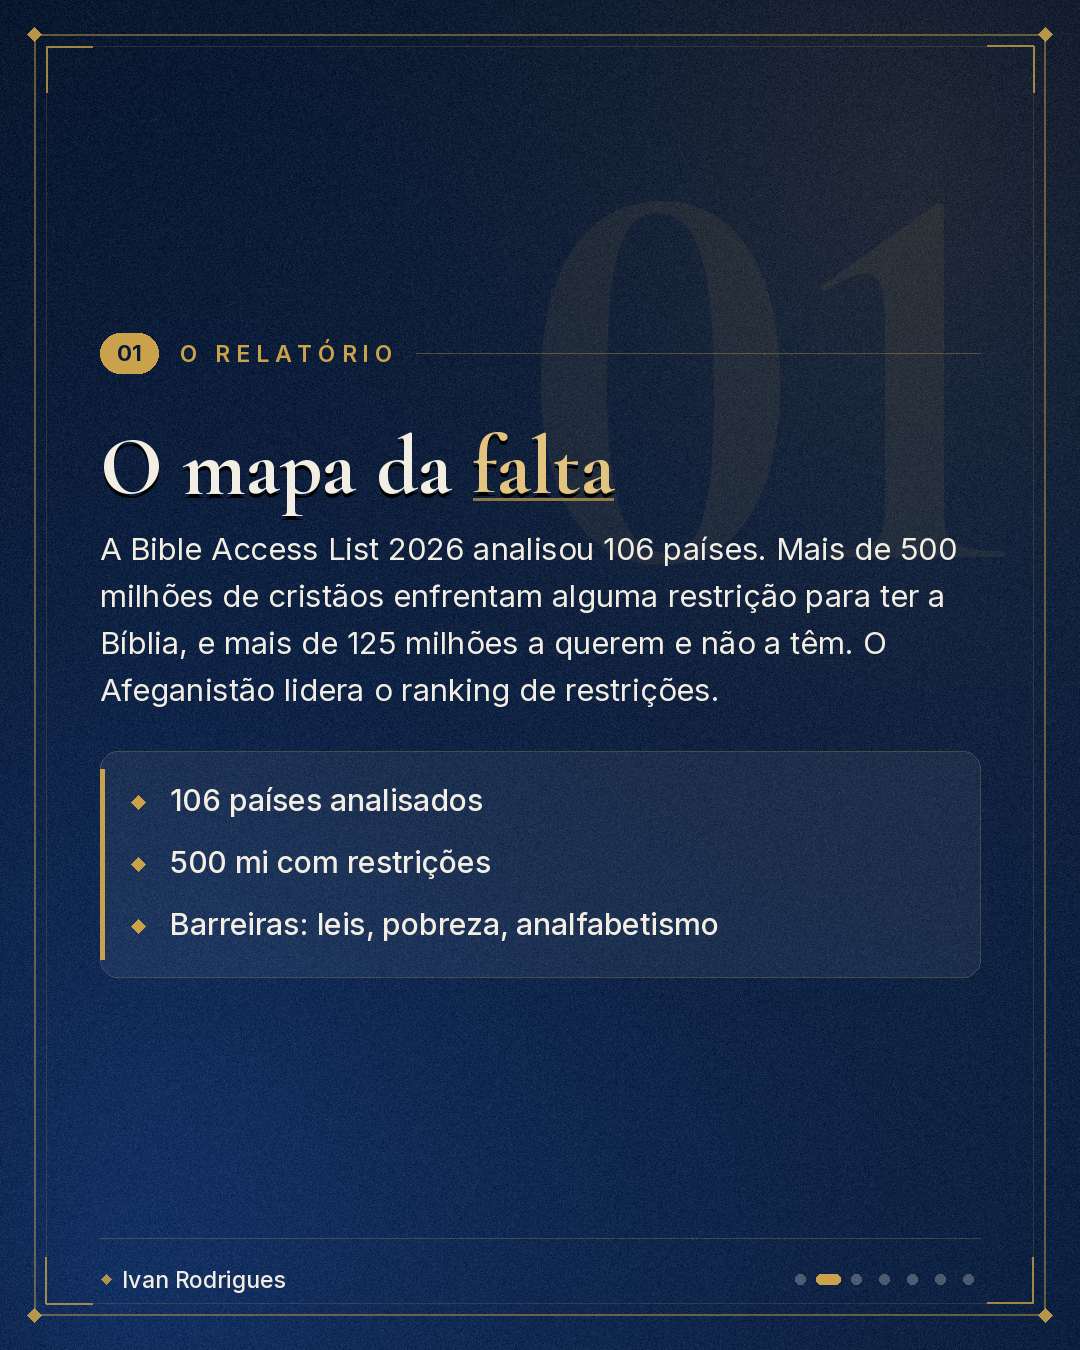 01
01 O RELATÓRIO
O mapa da falta
A Bible Access List 2026 analisou 106 países. Mais de 500
milhões de cristãos enfrentam alguma restrição para ter a
Bíblia, e mais de 125 milhões a querem e não a têm. O
Afeganistão lidera o ranking de restrições.
106 países analisados
500 mi com restrições
Barreiras: leis, pobreza, analfabetismo
Ivan Rodrigues